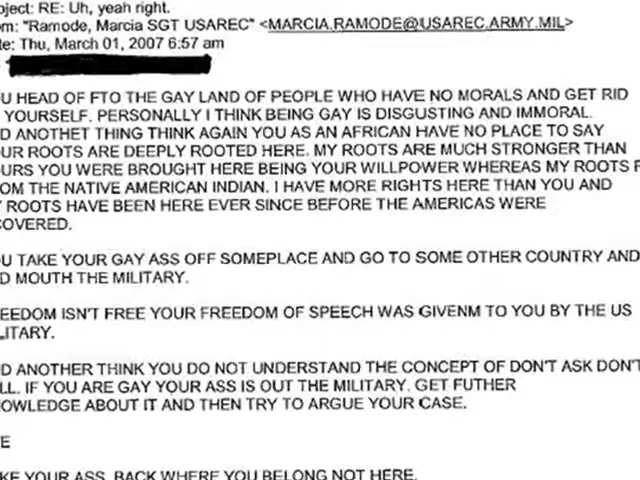 bject: RE: Uh, yeah right.
om: "Ramode, Marcia SGT USAREC" <MARCIA.RAMODE@USAREC.ARMY.MIL>
te: Thu, March 01, 2007 6:57 am
U HEAD OF FTO THE GAY LAND OF PEOPLE WHO HAVE NO MORALS AND GET RID
YOURSELF. PERSONALLY I THINK BEING GAY IS DISGUSTING AND IMMORAL.
D ANOTHET THING THINK AGAIN YOU AS AN AFRICAN HAVE NO PLACE TO SAY
UR ROOTS ARE DEEPLY ROOTED HERE. MY ROOTS ARE MUCH STRONGER THAN
URS YOU WERE BROUGHT HERE BEING YOUR WILLPOWER WHEREAS MY ROOTS F
OM THE NATIVE AMERICAN INDIAN. I HAVE MORE RIGHTS HERE THAN YOU AND
Y ROOTS HAVE BEEN HERE EVER SINCE BEFORE THE AMERICAS WERE
COVERED.
U TAKE YOUR GAY ASS OFF SOMEPLACE AND GO TO SOME OTHER COUNTRY AND
D MOUTH THE MILITARY.
EEDOM ISN'T FREE YOUR FREEDOM OF SPEECH WAS GIVENM TO YOU BY THE US
LITARY.
D ANOTHER THINK YOU DO NOT UNDERSTAND THE CONCEPT OF DON'T ASK DON'T
LL. IF YOU ARE GAY YOUR ASS IS OUT THE MILITARY. GET FUTHER
OWLEDGE ABOUT IT AND THEN TRY TO ARGUE YOUR CASE.
E
KE YOUR ASS BACK WHERE YOU BELONG NOT HERE.